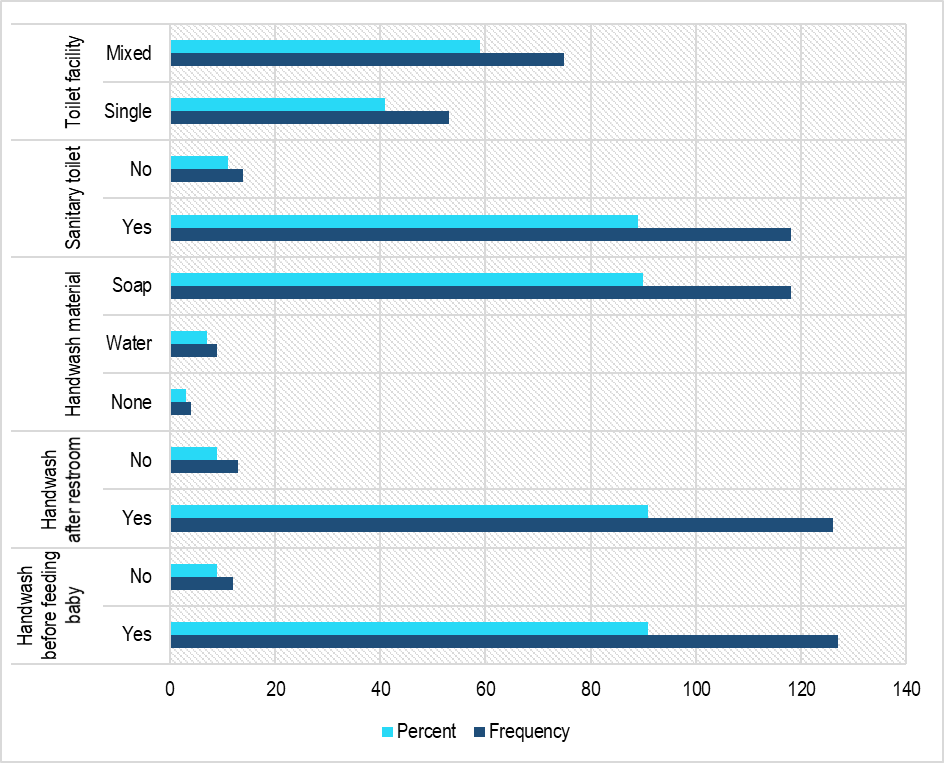 Toilet facility
Mixed
Single
Sanitary toilet
No
Yes
Handwash material
Soap
Water
None
Handwash
after restroom
No
Yes
Handwash
before feeding
baby
No
Yes
0 20 40 60 80 100 120 140
Percent Frequency